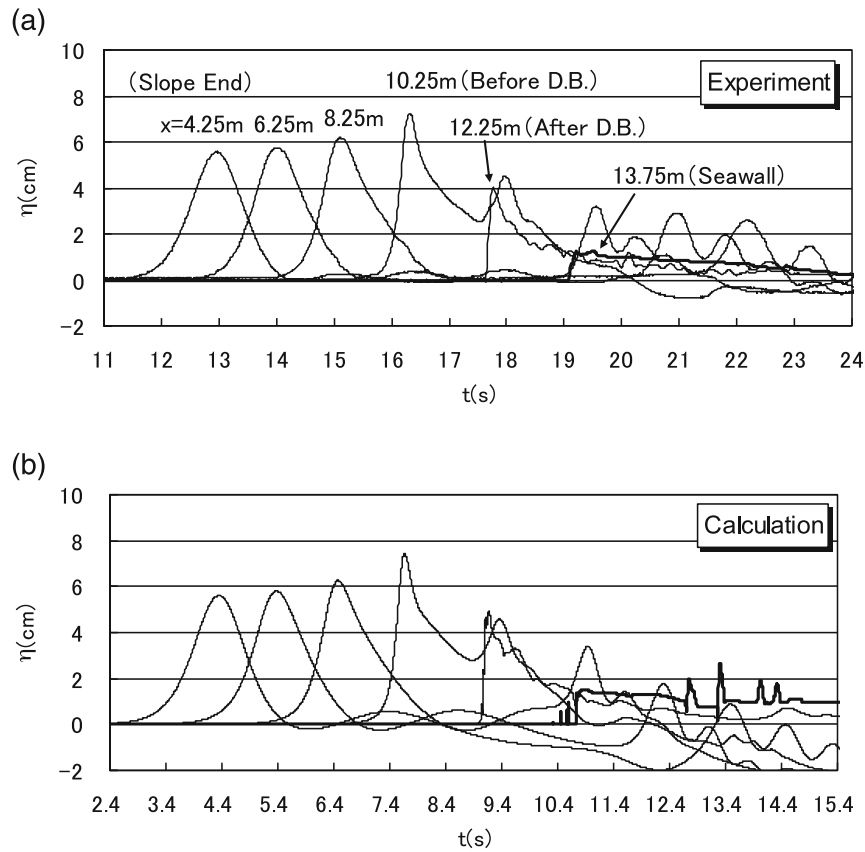 (a)
10
8
6
4
2
0
-2
η(cm)
(Slope End)
10.25m(Before D.B.)
Experiment
x=4.25m 6.25m 8.25m
12.25m(After D.B.)
13.75m(Seawall)
11 12 13 14 15 16 17 18 19 20 21 22 23 24
t(s)
(b)
10
8
6
4
2
0
-2
η(cm)
Calculation
2.4 3.4 4.4 5.4 6.4 7.4 8.4 9.4 10.4 11.4 12.4 13.4 14.4 15.4
t(s)